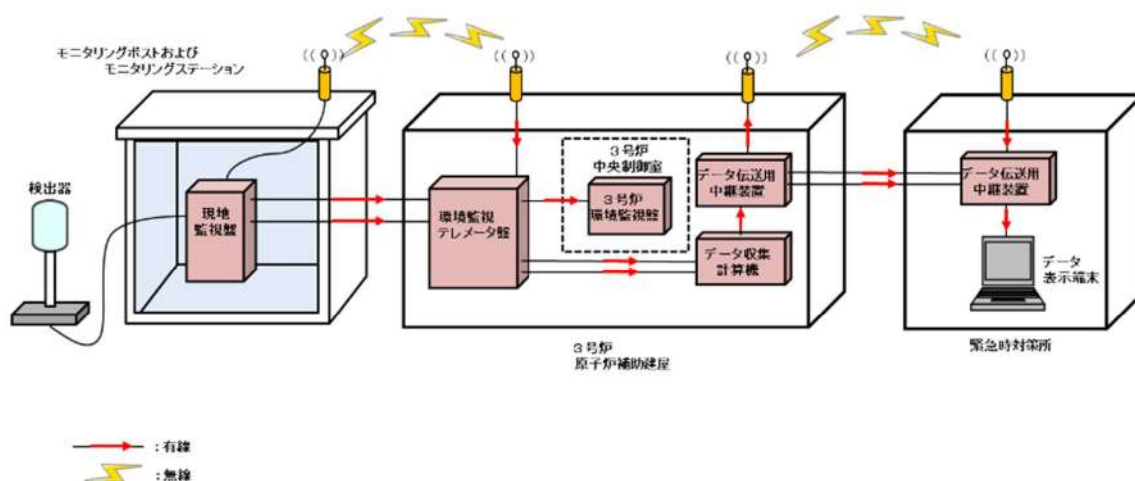 モニタリングポストおよび
モニタリングステーション
検出器
現地
監視盤
環境監視
テレメータ盤
3号炉
中央制御室
3号炉
環境監視盤
データ伝送用
中継装置
データ収集
計算機
データ伝送用
中継装置
データ
表示端末
3号炉
原子炉補助建屋
緊急時対策所
:有線
:無線